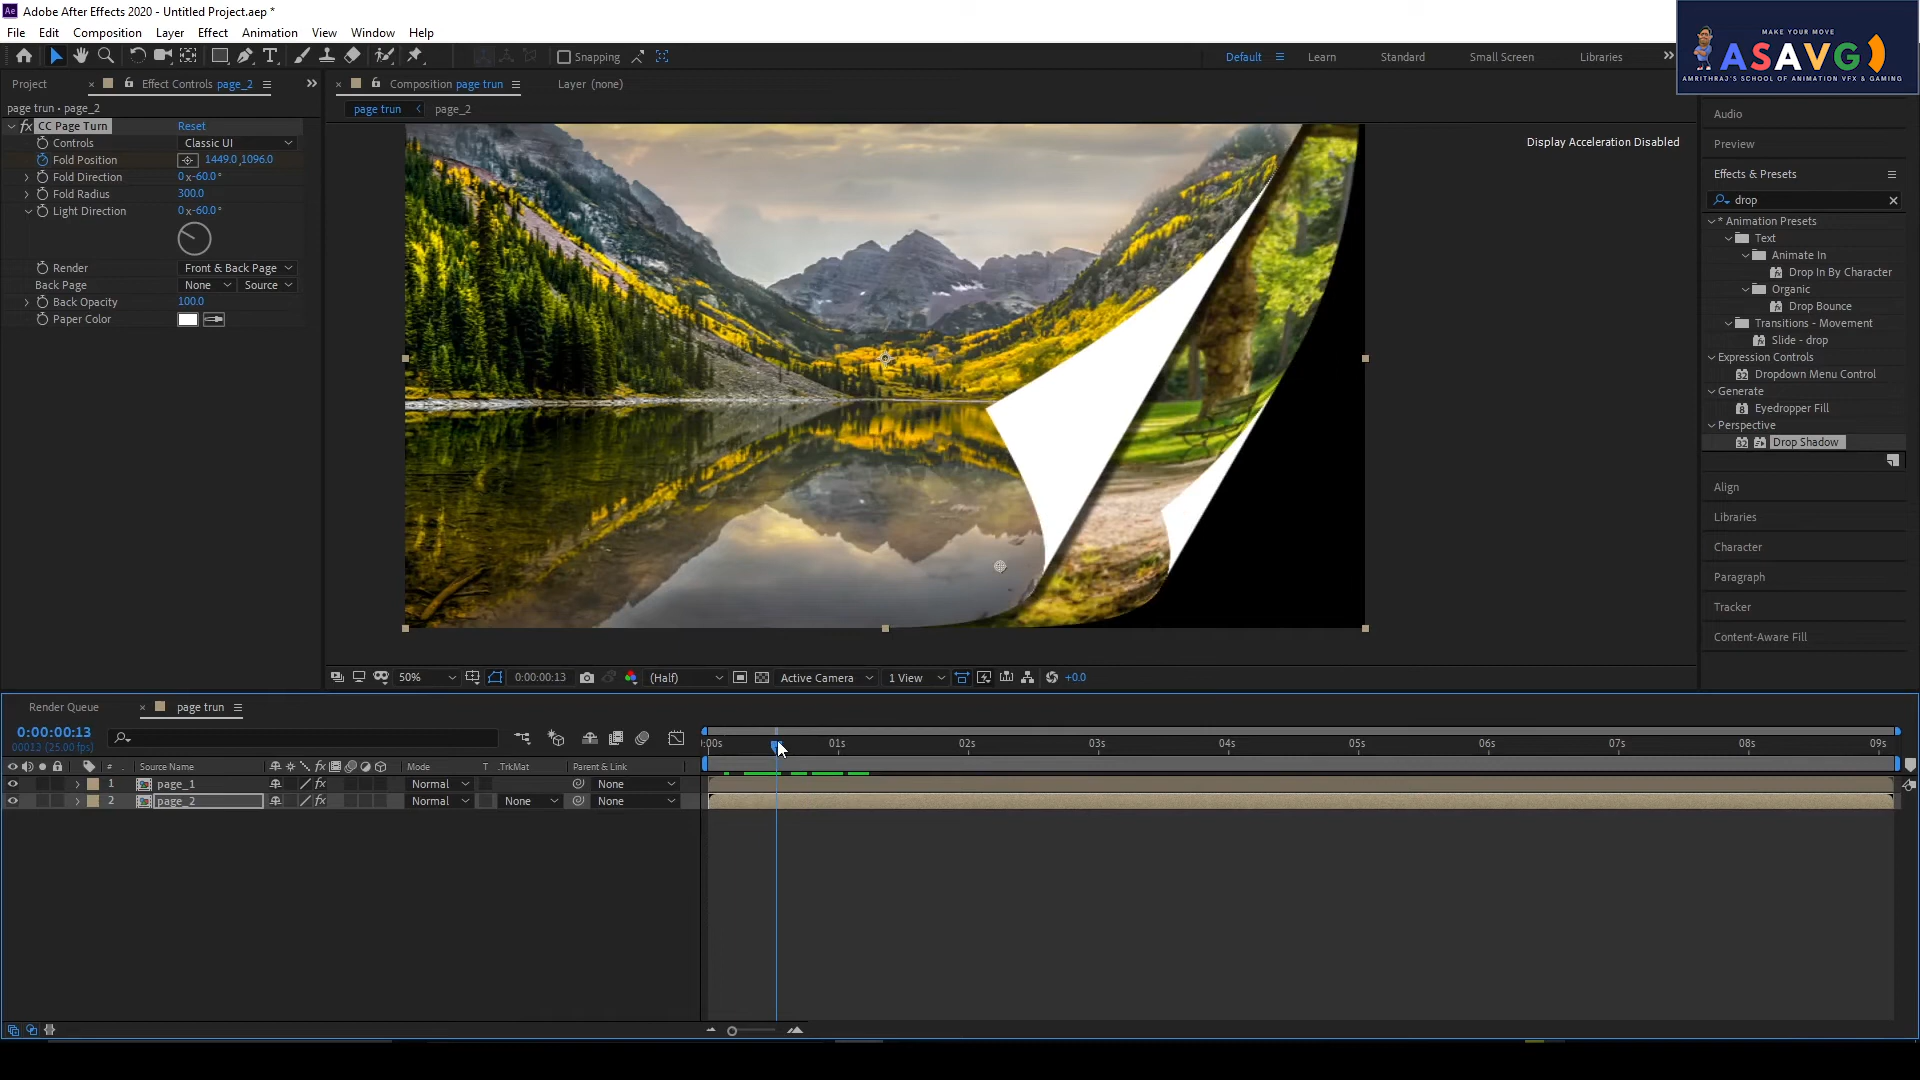 Adobe After Effects 2020 - Untitled Project.aep *
File Edit Composition Layer Effect Animation View Window Help
Snapping
Default Learn Standard Small Screen Libraries
MAKE YOUR MOVE
ASAVG
AMRITHRAJ'S SCHOOL OF ANIMATION VFX & GAMING
Project Effect Controls page_2
Composition page trun Layer (none)
page trun • page_2
page trun page_2
fx CC Page Turn Reset
Controls Classic UI
Fold Position 1449.0,1096.0
Fold Direction 0x-60.0°
Fold Radius 300.0
Light Direction 0x-60.0°
Render Front & Back Page
Back Page None Source
Back Opacity 100.0
Paper Color
Display Acceleration Disabled
Audio
Preview
Effects & Presets
drop
* Animation Presets
Text
Animate In
Drop In By Character
Organic
Drop Bounce
Transitions - Movement
Slide - drop
Expression Controls
Dropdown Menu Control
Generate
Eyedropper Fill
Perspective
Drop Shadow
Align
Libraries
Character
Paragraph
Tracker
Content-Aware Fill
50% 0:00:00:13 (Half) Active Camera 1 View +0.0
Render Queue page trun
0:00:00:13
00013 (25.00 fps)
:00s 01s 02s 03s 04s 05s 06s 07s 08s 09s
# Source Name fx Mode T .TrkMat Parent & Link
1 page_1 fx Normal None
2 page_2 fx Normal None None